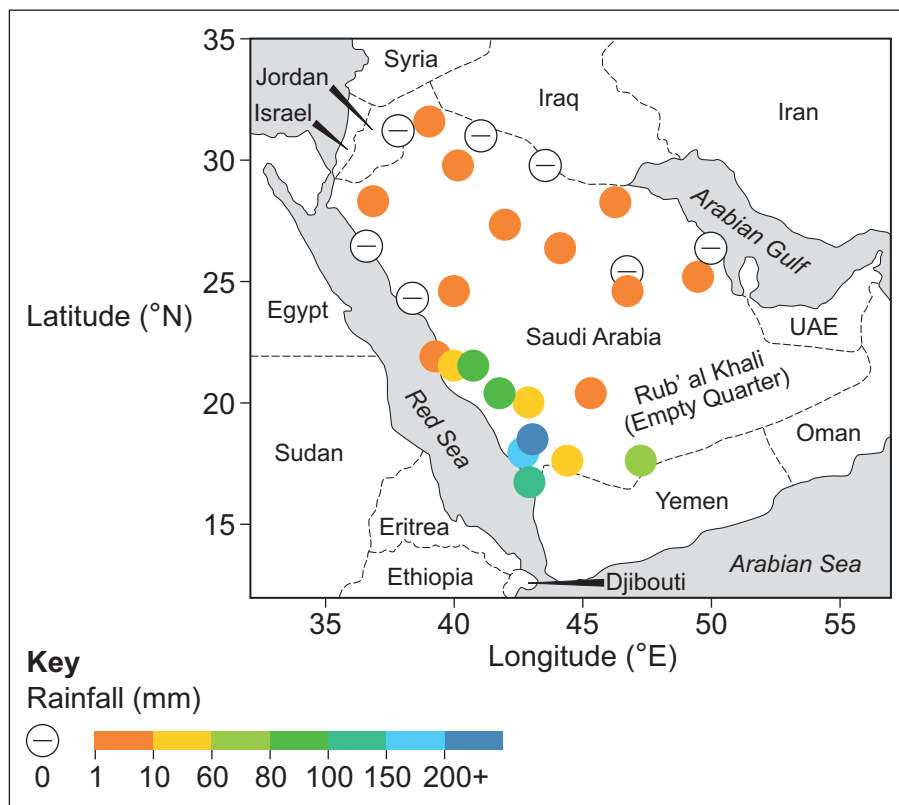 35
Syria
Jordan
Iraq
Israel
Iran
30
Arabian Gulf
25
Latitude (°N)
Egypt
Saudi Arabia
UAE
Rub’ al Khali
(Empty Quarter)
20
Red Sea
Oman
Sudan
Yemen
15
Eritrea
Arabian Sea
Ethiopia
Djibouti
35 40 45 50 55
Longitude (°E)
Key
Rainfall (mm)
0 1 10 60 80 100 150 200+